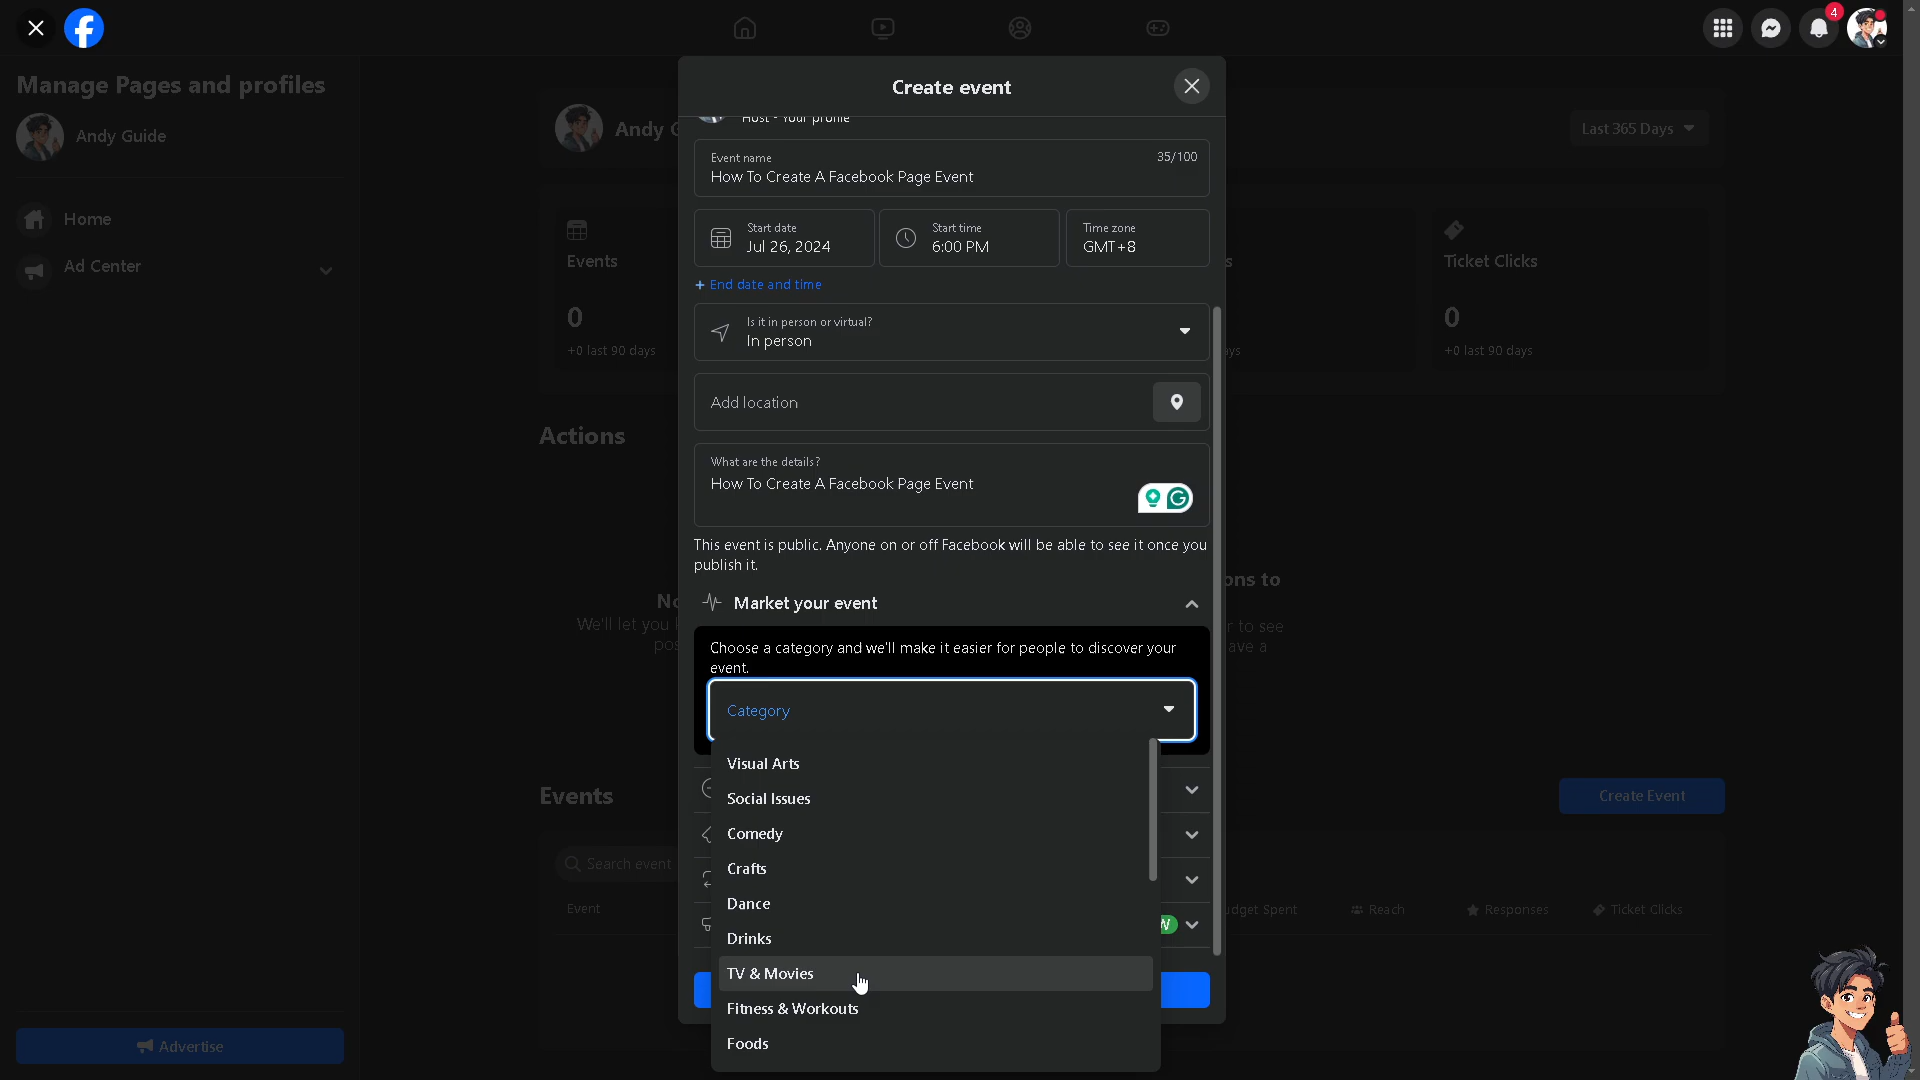 4
Manage Pages and profiles
Andy Guide
Home
Ad Center
Advertise
Andy
Last 365 Days
Events
0
+0 last 90 days
Ticket Clicks
0
+0 last 90 days
Actions
We'll let you
to see
Events
Create Event
Search event
Event
Spent
Reach
Responses
Ticket Clicks
Create event
Host - Your profile
Event name
35/100
How To Create A Facebook Page Event
Start date
Jul 26, 2024
Start time
6:00 PM
Time zone
GMT+8
+ End date and time
Is it in person or virtual?
In person
Add location
What are the details?
How To Create A Facebook Page Event
This event is public. Anyone on or off Facebook will be able to see it once you
publish it.
Market your event
Choose a category and we'll make it easier for people to discover your
event.
Category
Visual Arts
Social Issues
Comedy
Crafts
Dance
Drinks
TV & Movies
Fitness & Workouts
Foods